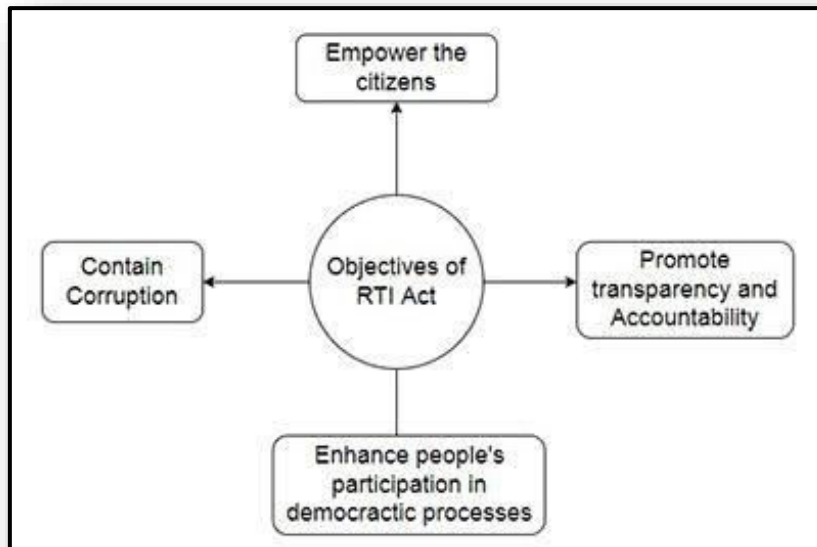 Empower the
citizens
Contain
Corruption
Objectives of
RTI Act
Promote
transparency and
Accountability
Enhance people's
participation in
democractic processes